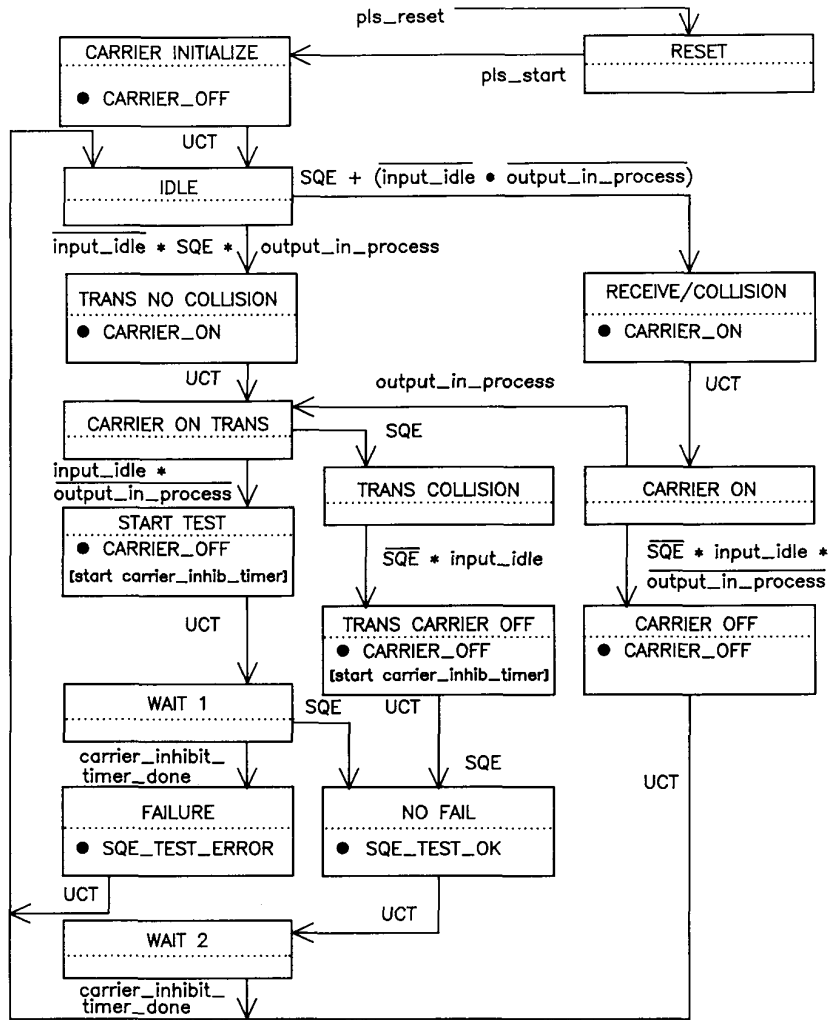 pls_reset
CARRIER INITIALIZE
RESET
pls_start
● CARRIER_OFF
UCT
IDLE
SQE + (input_idle • output_in_process)
input_idle * SQE * output_in_process
TRANS NO COLLISION
RECEIVE/COLLISION
● CARRIER_ON
● CARRIER_ON
UCT
output_in_process
UCT
CARRIER ON TRANS
SQE
input_idle *
output_in_process
TRANS COLLISION
CARRIER ON
START TEST
● CARRIER_OFF
[start carrier_inhib_timer]
SQE * input_idle
SQE * input_idle *
output_in_process
UCT
TRANS CARRIER OFF
● CARRIER_OFF
[start carrier_inhib_timer]
CARRIER OFF
● CARRIER_OFF
WAIT 1
SQE
UCT
carrier_inhibit_
timer_done
SQE
UCT
FAILURE
NO FAIL
● SQE_TEST_ERROR
● SQE_TEST_OK
UCT
UCT
WAIT 2
carrier_inhibit_
timer_done